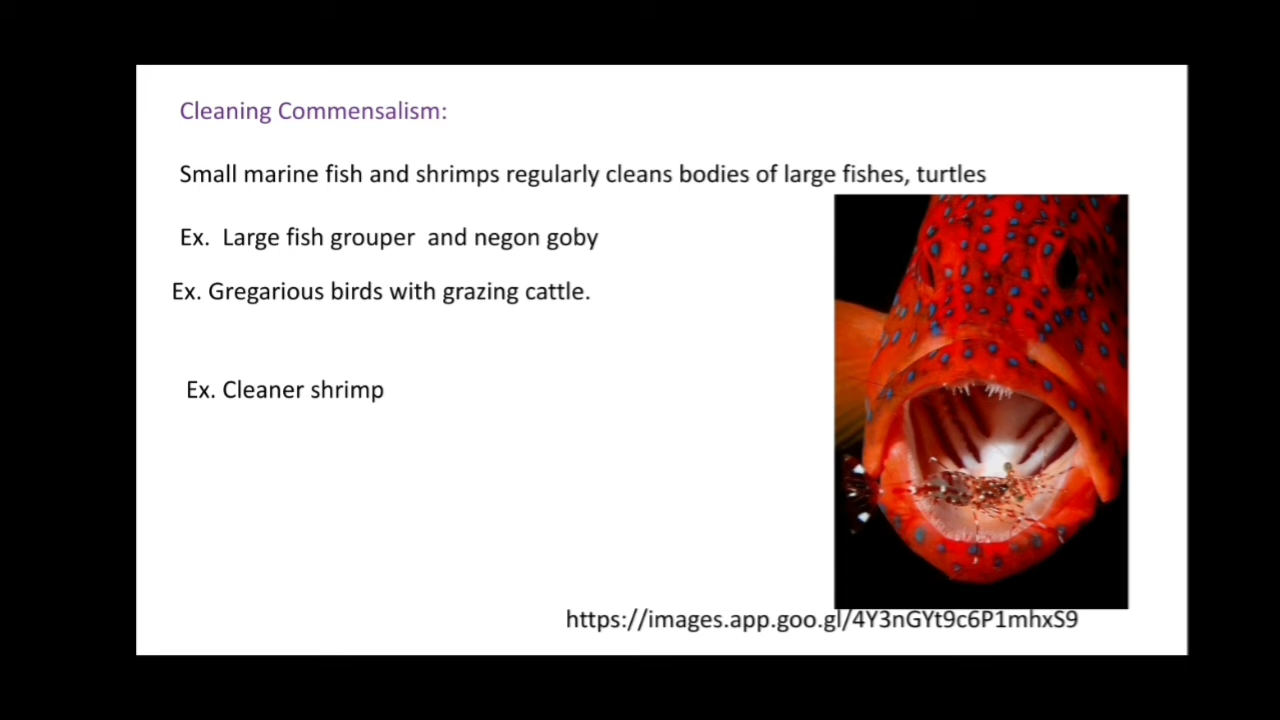 Cleaning Commensalism:
Small marine fish and shrimps regularly cleans bodies of large fishes, turtles
Ex.  Large fish grouper  and negon goby
Ex. Gregarious birds with grazing cattle.
Ex. Cleaner shrimp
https://images.app.goo.gl/4Y3nGYt9c6P1mhxS9